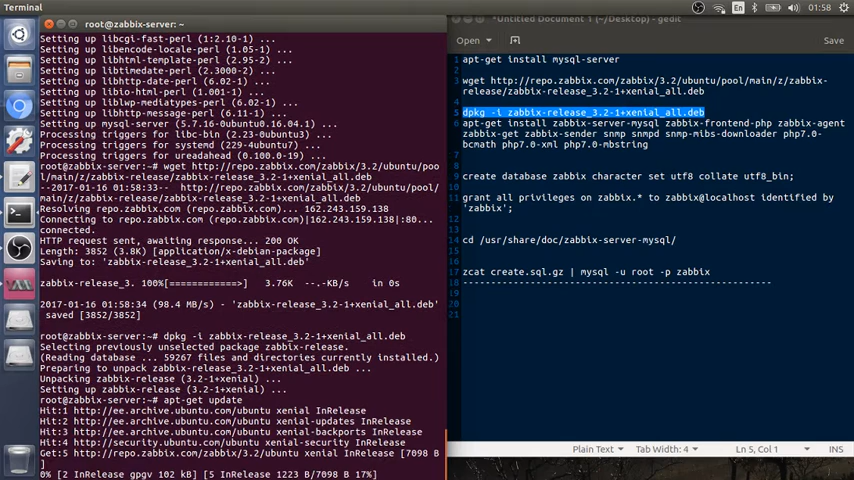 Terminal
En
01:58
root@zabbix-server: ~
Setting up libcgi-fast-perl (1:2.10-1) ...
Setting up libencode-locale-perl (1.05-1) ...
Setting up libhtml-template-perl (2.95-2) ...
Setting up libtimedate-perl (2.3000-2) ...
Setting up libhttp-date-perl (6.02-1) ...
Setting up libio-html-perl (1.001-1) ...
Setting up liblwp-mediatypes-perl (6.02-1) ...
Setting up libhttp-message-perl (6.11-1) ...
Setting up mysql-server (5.7.16-0ubuntu0.16.04.1) ...
Processing triggers for libc-bin (2.23-0ubuntu3) ...
Processing triggers for systemd (229-4ubuntu7) ...
Processing triggers for ureadahead (0.100.0-19) ...
root@zabbix-server:~# wget http://repo.zabbix.com/zabbix/3.2/ubuntu/poo
l/main/z/zabbix-release/zabbix-release_3.2-1+xenial_all.deb
--2017-01-16 01:58:33-- http://repo.zabbix.com/zabbix/3.2/ubuntu/pool/
main/z/zabbix-release/zabbix-release_3.2-1+xenial_all.deb
Resolving repo.zabbix.com (repo.zabbix.com)... 162.243.159.138
Connecting to repo.zabbix.com (repo.zabbix.com)|162.243.159.138|:80...
connected.
HTTP request sent, awaiting response... 200 OK
Length: 3852 (3.8K) [application/x-debian-package]
Saving to: 'zabbix-release_3.2-1+xenial_all.deb'
zabbix-release_3. 100%[============>] 3.76K --.-KB/s in 0s
2017-01-16 01:58:34 (98.4 MB/s) - 'zabbix-release_3.2-1+xenial_all.deb'
saved [3852/3852]
root@zabbix-server:~# dpkg -i zabbix-release_3.2-1+xenial_all.deb
Selecting previously unselected package zabbix-release.
(Reading database ... 59267 files and directories currently installed.)
Preparing to unpack zabbix-release_3.2-1+xenial_all.deb ...
Unpacking zabbix-release (3.2-1+xenial) ...
Setting up zabbix-release (3.2-1+xenial) ...
root@zabbix-server:~# apt-get update
Hit:1 http://ee.archive.ubuntu.com/ubuntu xenial InRelease
Hit:2 http://ee.archive.ubuntu.com/ubuntu xenial-updates InRelease
Hit:3 http://ee.archive.ubuntu.com/ubuntu xenial-backports InRelease
Hit:4 http://security.ubuntu.com/ubuntu xenial-security InRelease
Get:5 http://repo.zabbix.com/zabbix/3.2/ubuntu xenial InRelease [7098 B
]
0% [2 InRelease gpgv 102 kB] [5 InRelease 1223 B/7098 B 17%]
*Untitled Document 1 (~/Desktop) - gedit
Open
Save
1 apt-get install mysql-server
2
3 wget http://repo.zabbix.com/zabbix/3.2/ubuntu/pool/main/z/zabbix-
release/zabbix-release_3.2-1+xenial_all.deb
4
5 dpkg -i zabbix-release_3.2-1+xenial_all.deb
6 apt-get install zabbix-server-mysql zabbix-frontend-php zabbix-agent
zabbix-get zabbix-sender snmp snmpd snmp-mibs-downloader php7.0-
bcmath php7.0-xml php7.0-mbstring
7
8
9 create database zabbix character set utf8 collate utf8_bin;
10
11 grant all privileges on zabbix.* to zabbix@localhost identified by
'zabbix';
12
13
14 cd /usr/share/doc/zabbix-server-mysql/
15
16
17 zcat create.sql.gz | mysql -u root -p zabbix
18 ----------------------------------------------------------
19
20
21
Plain Text
Tab Width: 4
Ln 5, Col 1
INS